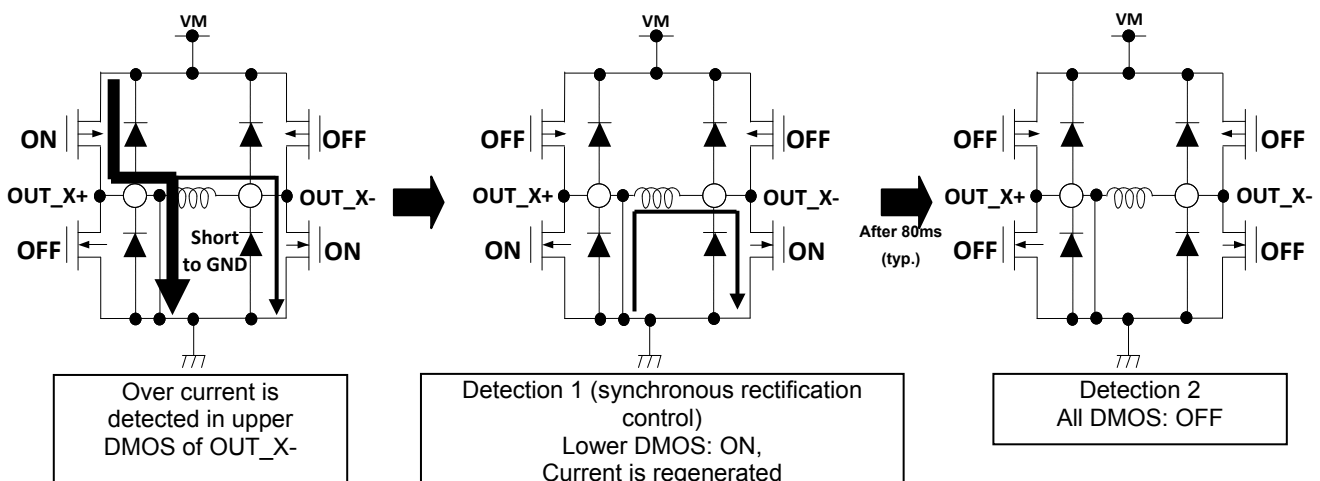 VM
ON
OFF
OUT_X+
OUT_X-
Short
to GND
OFF
ON
Over current is
detected in upper
DMOS of OUT_X-
VM
OFF
OFF
OUT_X+
OUT_X-
ON
ON
Detection 1 (synchronous rectification
control)
Lower DMOS: ON,
Current is regenerated
After 80ms
(typ.)
VM
OFF
OFF
OUT_X+
OUT_X-
OFF
OFF
Detection 2
All DMOS: OFF